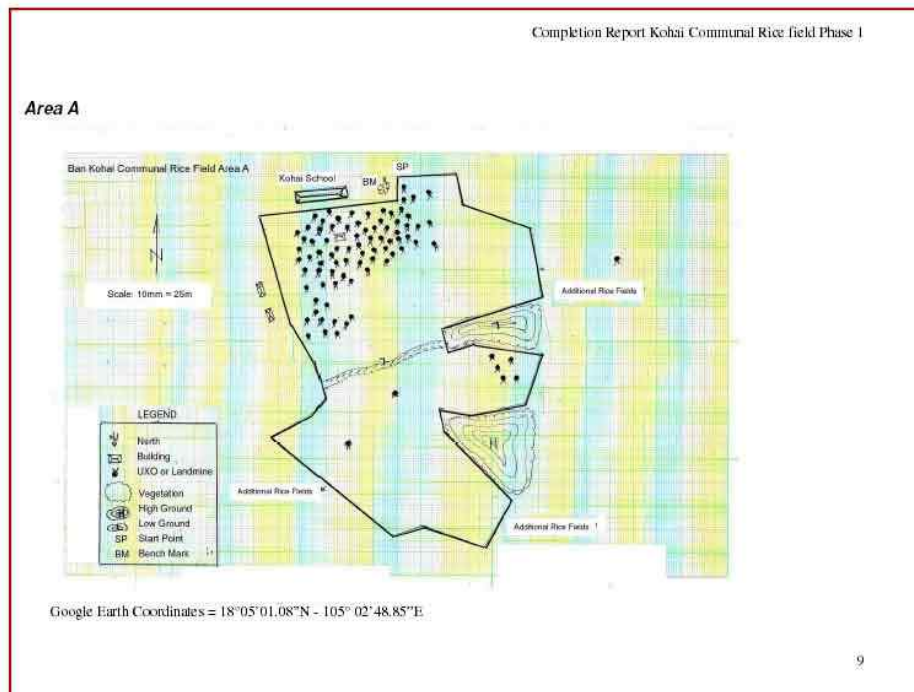 Completion Report Kohai Communal Rice field Phase 1
Area A
Ban Kohai Communal Rice Field Area A
SP
Kohai School
BM
N
Scale: 10mm = 25m
Additional Rice Fields
L
L
LEGEND
North
Building
UXO or Landmine
Vegetation
H High Ground
L Low Ground
SP Start Point
BM Bench Mark
H
Additional Rice Fields
Additional Rice Fields
Google Earth Coordinates = 18°05'01.08"N - 105° 02'48.85"E
9